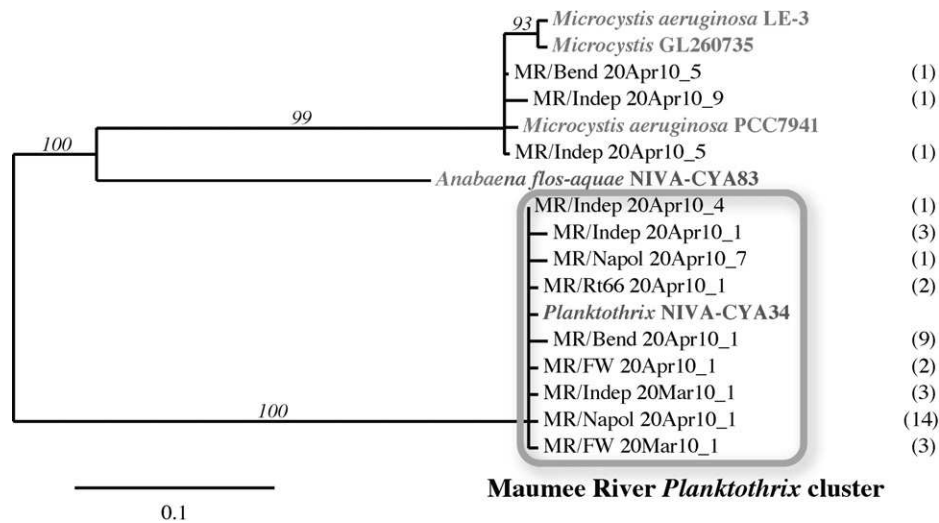 93 Microcystis aeruginosa LE-3
Microcystis GL260735
MR/Bend 20Apr10_5 (1)
MR/Indep 20Apr10_9 (1)
99 Microcystis aeruginosa PCC7941
100 MR/Indep 20Apr10_5 (1)
Anabaena flos-aquae NIVA-CYA83
MR/Indep 20Apr10_4 (1)
MR/Indep 20Apr10_1 (3)
MR/Napol 20Apr10_7 (1)
MR/Rt66 20Apr10_1 (2)
Planktothrix NIVA-CYA34
MR/Bend 20Apr10_1 (9)
MR/FW 20Apr10_1 (2)
MR/Indep 20Mar10_1 (3)
100 MR/Napol 20Apr10_1 (14)
MR/FW 20Mar10_1 (3)
Maumee River Planktothrix cluster
0.1